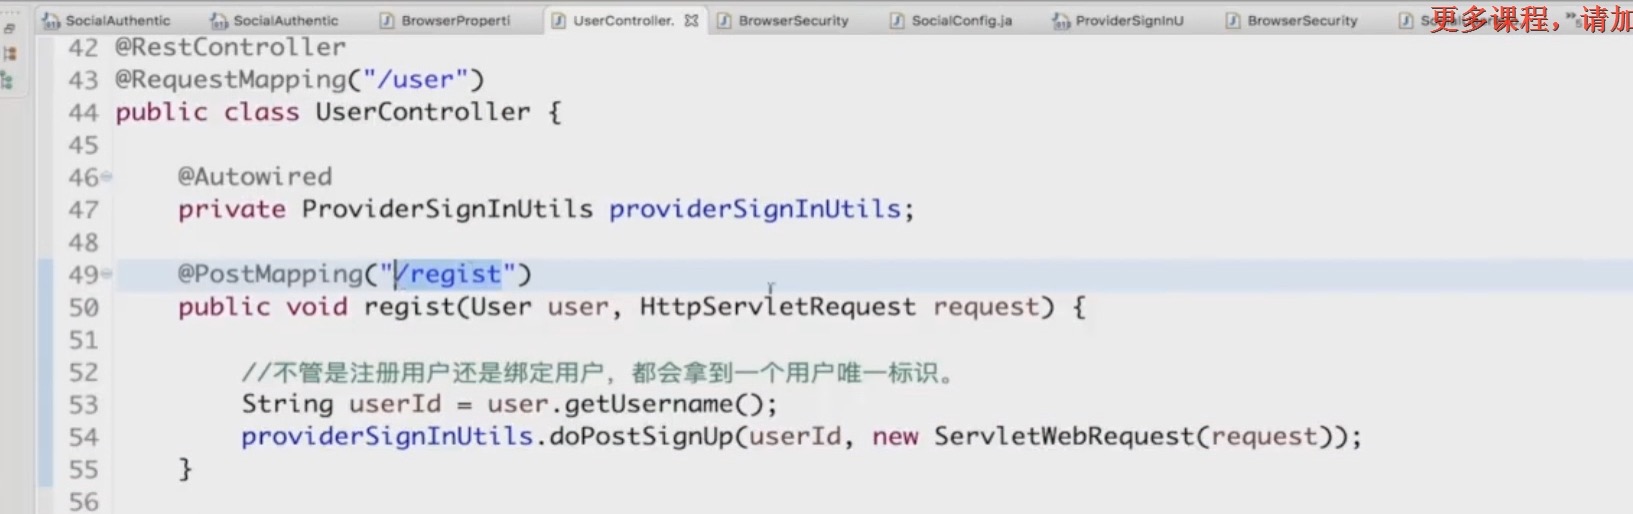 SocialAuthentic SocialAuthentic BrowserProperti UserController. BrowserSecurity SocialConfig.ja ProviderSignInU BrowserSecurity
更多课程，请加
42 @RestController
43 @RequestMapping("/user")
44 public class UserController {
45
46 @Autowired
47 private ProviderSignInUtils providerSignInUtils;
48
49 @PostMapping("/regist")
50 public void regist(User user, HttpServletRequest request) {
51
52 //不管是注册用户还是绑定用户，都会拿到一个用户唯一标识。
53 String userId = user.getUsername();
54 providerSignInUtils.doPostSignUp(userId, new ServletWebRequest(request));
55 }
56